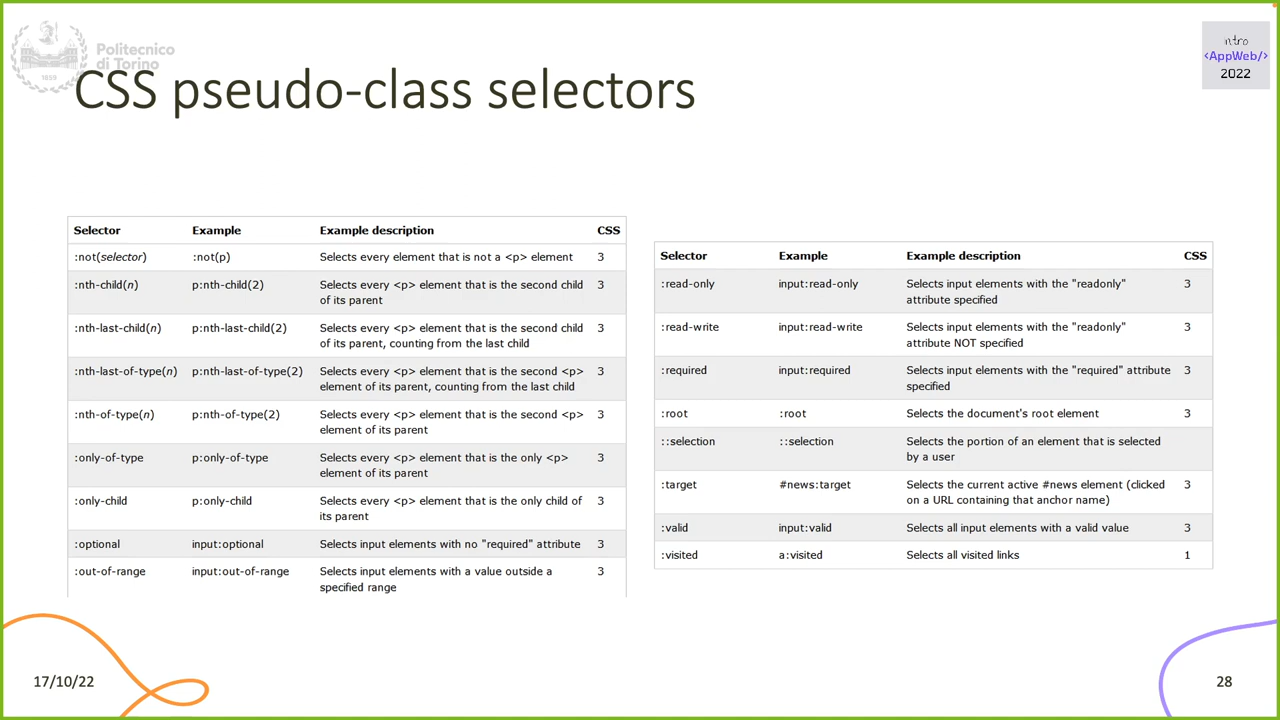 Politecnico
di Torino
1859
intro
<AppWeb/>
2022
CSS pseudo-class selectors
Selector Example Example description CSS
:not(selector) :not(p) Selects every element that is not a <p> element 3
:nth-child(n) p:nth-child(2) Selects every <p> element that is the second child 3
of its parent
:nth-last-child(n) p:nth-last-child(2) Selects every <p> element that is the second child 3
of its parent, counting from the last child
:nth-last-of-type(n) p:nth-last-of-type(2) Selects every <p> element that is the second <p> 3
element of its parent, counting from the last child
:nth-of-type(n) p:nth-of-type(2) Selects every <p> element that is the second <p> 3
element of its parent
:only-of-type p:only-of-type Selects every <p> element that is the only <p> 3
element of its parent
:only-child p:only-child Selects every <p> element that is the only child of 3
its parent
:optional input:optional Selects input elements with no "required" attribute 3
:out-of-range input:out-of-range Selects input elements with a value outside a 3
specified range
Selector Example Example description CSS
:read-only input:read-only Selects input elements with the "readonly" 3
attribute specified
:read-write input:read-write Selects input elements with the "readonly" 3
attribute NOT specified
:required input:required Selects input elements with the "required" attribute 3
specified
:root :root Selects the document's root element 3
::selection ::selection Selects the portion of an element that is selected
by a user
:target #news:target Selects the current active #news element (clicked 3
on a URL containing that anchor name)
:valid input:valid Selects all input elements with a valid value 3
:visited a:visited Selects all visited links 1
17/10/22
28